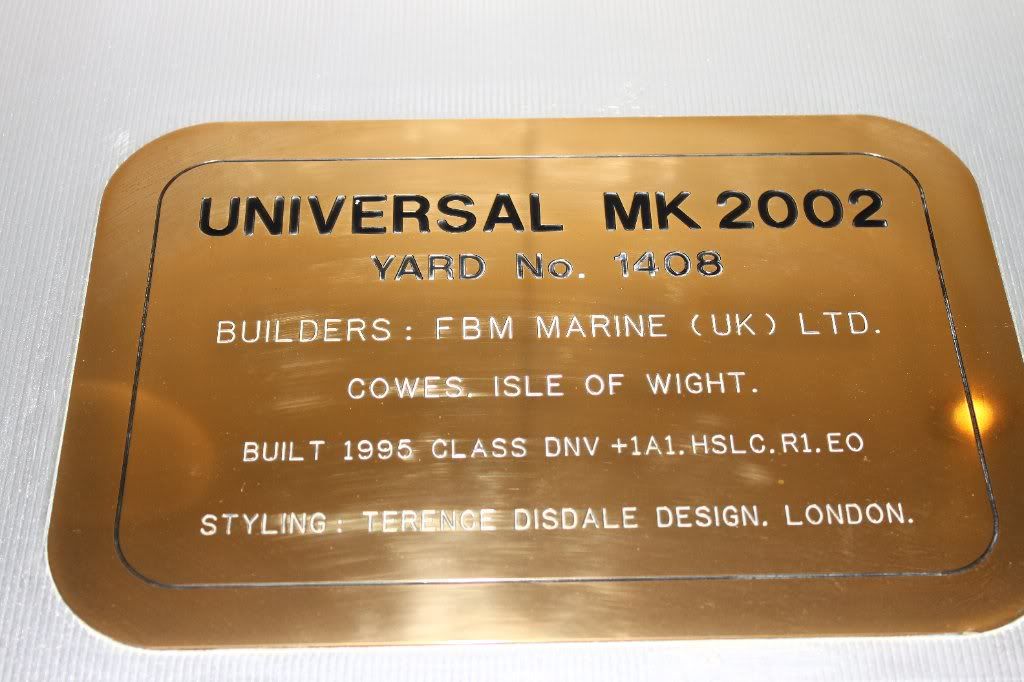 UNIVERSAL MK 2002
YARD No. 1408
BUILDERS: FBM MARINE (UK) LTD.
COWES. ISLE OF WIGHT.
BUILT 1995 CLASS DNV +1A1.HSLC.R1.EO
STYLING: TERENCE DISDALE DESIGN. LONDON.